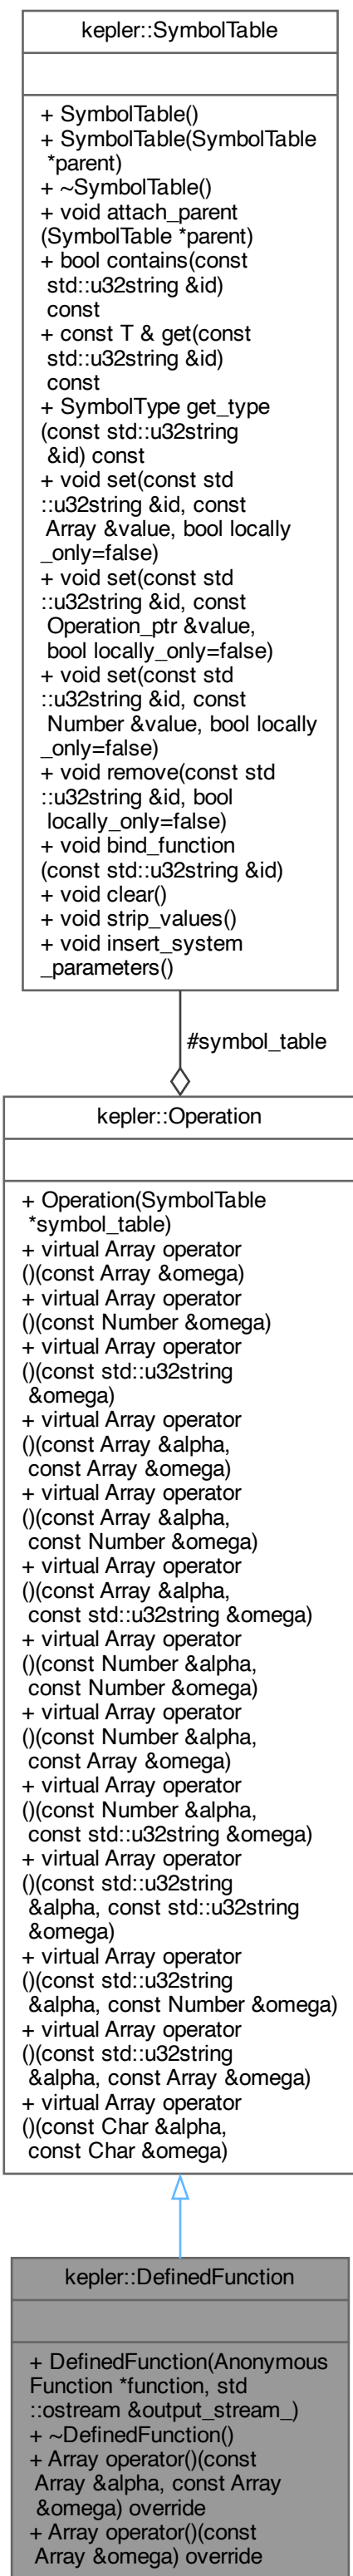 kepler::SymbolTable
+ SymbolTable()
+ SymbolTable(SymbolTable
*parent)
+ ~SymbolTable()
+ void attach_parent
(SymbolTable *parent)
+ bool contains(const
std::u32string &id)
const
+ const T & get(const
std::u32string &id)
const
+ SymbolType get_type
(const std::u32string
&id) const
+ void set(const std
::u32string &id, const
Array &value, bool locally
_only=false)
+ void set(const std
::u32string &id, const
Operation_ptr &value,
bool locally_only=false)
+ void set(const std
::u32string &id, const
Number &value, bool locally
_only=false)
+ void remove(const std
::u32string &id, bool
locally_only=false)
+ void bind_function
(const std::u32string &id)
+ void clear()
+ void strip_values()
+ void insert_system
_parameters()
#symbol_table
kepler::Operation
+ Operation(SymbolTable
*symbol_table)
+ virtual Array operator
()(const Array &omega)
+ virtual Array operator
()(const Number &omega)
+ virtual Array operator
()(const std::u32string
&omega)
+ virtual Array operator
()(const Array &alpha,
const Array &omega)
+ virtual Array operator
()(const Array &alpha,
const Number &omega)
+ virtual Array operator
()(const Array &alpha,
const std::u32string &omega)
+ virtual Array operator
()(const Number &alpha,
const Number &omega)
+ virtual Array operator
()(const Number &alpha,
const Array &omega)
+ virtual Array operator
()(const Number &alpha,
const std::u32string &omega)
+ virtual Array operator
()(const std::u32string
&alpha, const std::u32string
&omega)
+ virtual Array operator
()(const std::u32string
&alpha, const Number &omega)
+ virtual Array operator
()(const std::u32string
&alpha, const Array &omega)
+ virtual Array operator
()(const Char &alpha,
const Char &omega)
kepler::DefinedFunction
+ DefinedFunction(Anonymous
Function *function, std
::ostream &output_stream_)
+ ~DefinedFunction()
+ Array operator()(const
Array &alpha, const Array
&omega) override
+ Array operator()(const
Array &omega) override